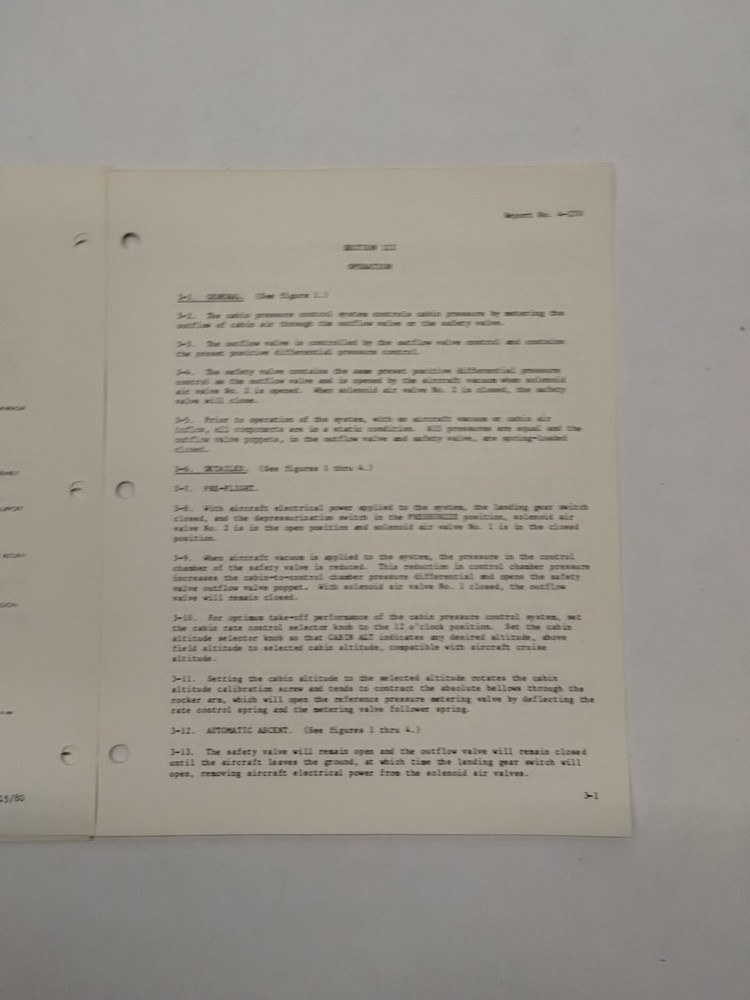 Report No.
SECTION III
OPERATION
3-1. GENERAL. (See figure 1.)
3-2. The cabin pressure control system controls cabin pressure by metering the
outflow of cabin air through the outflow valve or the safety valve.
3-3. The outflow valve is controlled by the outflow valve control and contains
the preset positive differential pressure control.
3-4. The safety valve contains the same preset positive differential pressure
control as the outflow valve and is opened by the aircraft vacuum when solenoid
air valve No. 2 is opened. When solenoid air valve No. 2 is closed, the safety
valve will close.
3-5. Prior to operation of the system, with no aircraft vacuum or cabin air
inflow, all components are in a static condition. All pressures are equal and the
outflow valve poppets, in the outflow valve and safety valve, are spring-loaded
closed.
3-6. DETAILED. (See figures 1 thru 4.)
3-7. PRE-FLIGHT.
3-8. With aircraft electrical power applied to the system, the landing gear switch
closed, and the depressurization switch in the PRESSURIZE position, solenoid air
valve No. 2 is in the open position and solenoid air valve No. 1 is in the closed
position.
3-9. When aircraft vacuum is applied to the system, the pressure in the control
chamber of the safety valve is reduced. This reduction in control chamber pressure
increases the cabin-to-control chamber pressure differential and opens the safety
valve outflow valve poppet. With solenoid air valve No. 1 closed, the outflow
valve will remain closed.
3-10. For optimum take-off performance of the cabin pressure control system, set
the cabin rate control selector knob to the 12 o'clock position. Set the cabin
altitude selector knob so that CABIN ALT indicates any desired altitude, above
field altitude to selected cabin altitude, compatible with aircraft cruise
altitude.
3-11. Setting the cabin altitude to the selected altitude rotates the cabin
altitude calibration screw and tends to contract the absolute bellows through the
rocker arm, which will open the reference pressure metering valve by deflecting the
rate control spring and the metering valve follower spring.
3-12. AUTOMATIC ASCENT. (See figures 1 thru 4.)
3-13. The safety valve will remain open and the outflow valve will remain closed
until the aircraft leaves the ground, at which time the landing gear switch will
open, removing aircraft electrical power from the solenoid air valves.
3-1
15/80